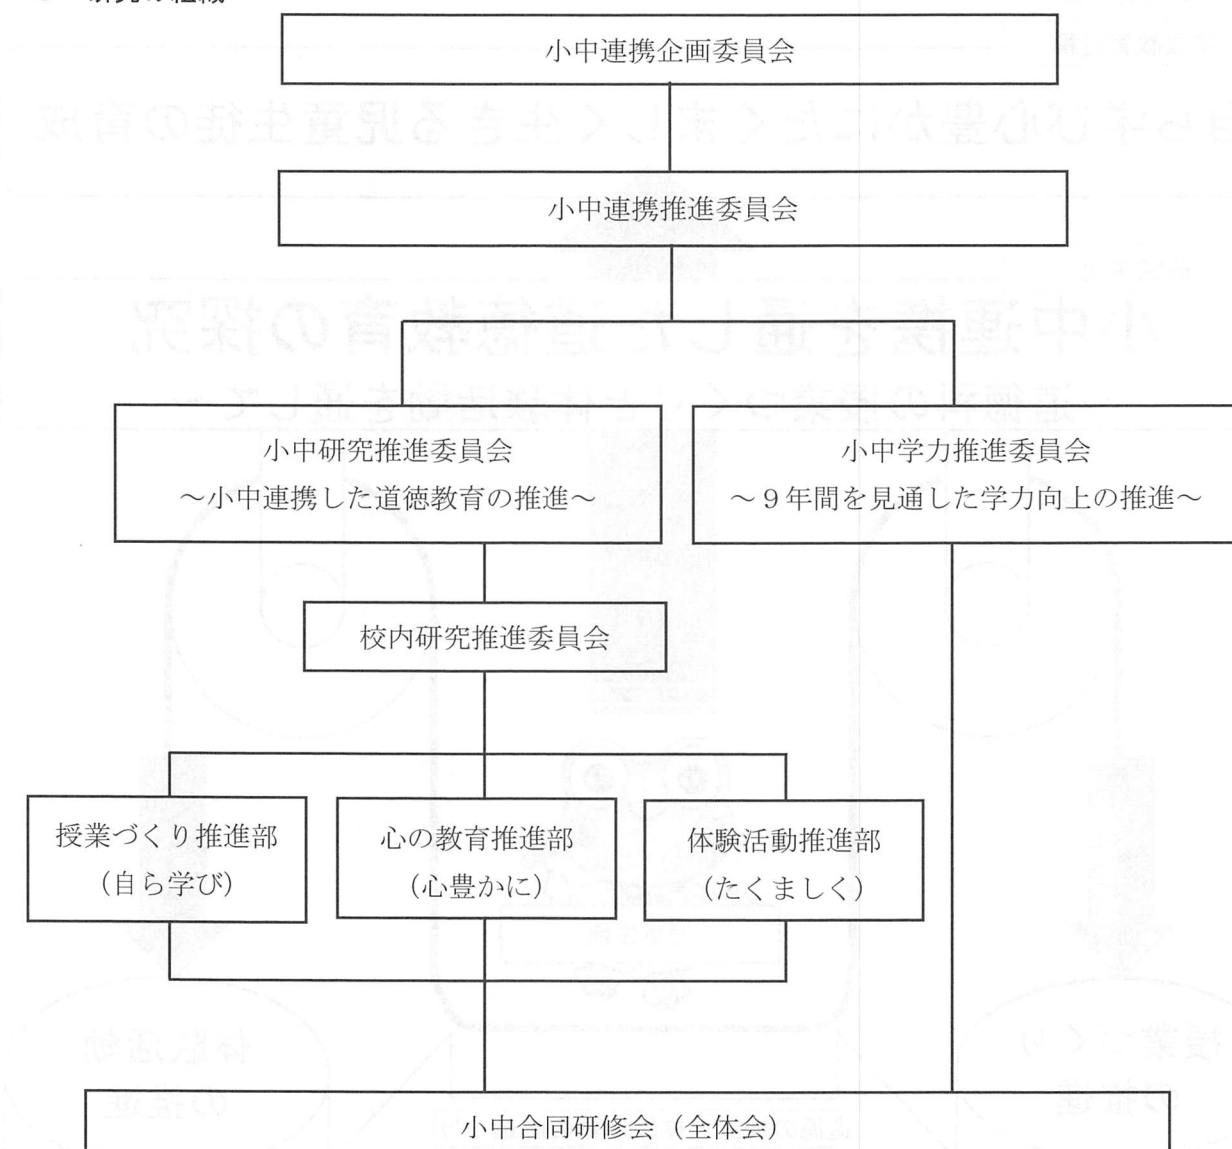 小中連携企画委員会
小中連携推進委員会
小中研究推進委員会
～小中連携した道徳教育の推進～
小中学力推進委員会
～９年間を見通した学力向上の推進～
校内研究推進委員会
授業づくり推進部
（自ら学び）
心の教育推進部
（心豊かに）
体験活動推進部
（たくましく）
小中合同研修会（全体会）